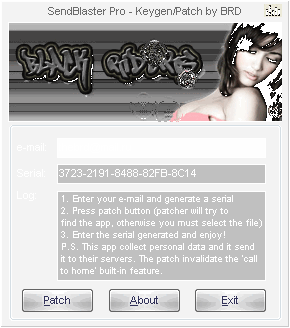 SendBlaster Pro - Keygen/Patch by BRD
BLACK RIDERS
e-mail:
Serial: 3723-2191-8488-82FB-8C14
Log:
1. Enter your e-mail and generate a serial
2. Press patch button (patcher will try to
find the app, otherwise you must select the file)
3. Enter the serial generated and enjoy!
P.S. This app collect personal data and it send
it to their servers. The patch invalidate the 'call
to home' built-in feature.
Patch About Exit